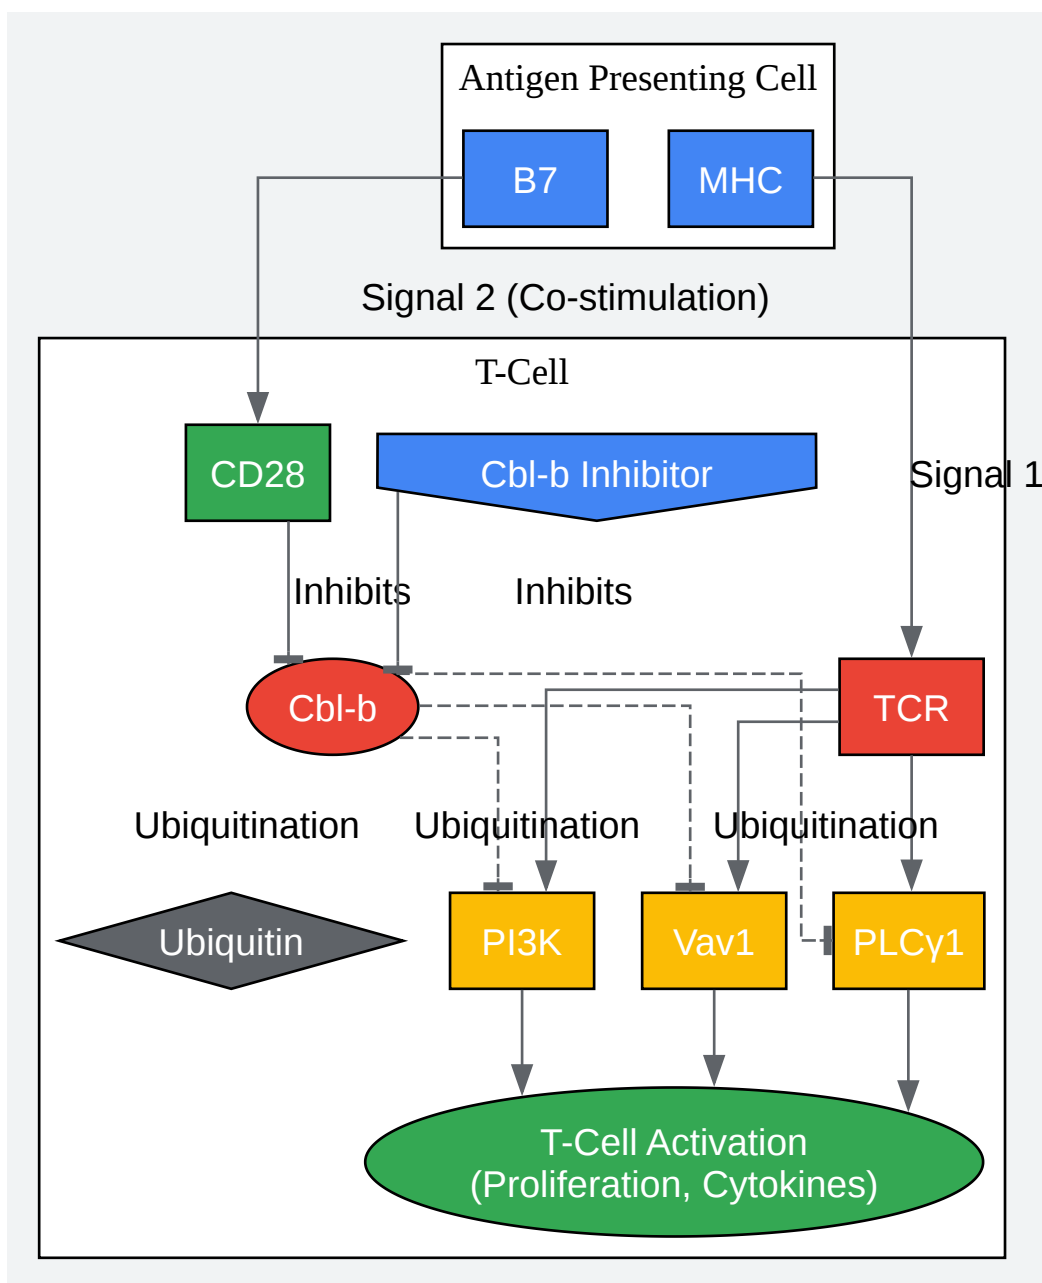 Antigen Presenting Cell
B7
MHC
Signal 2 (Co-stimulation)
T-Cell
CD28
Cbl-b Inhibitor
Signal 1
Inhibits
Inhibits
Cbl-b
TCR
Ubiquitination
Ubiquitination
Ubiquitination
Ubiquitin
PI3K
Vav1
PLCγ1
T-Cell Activation
(Proliferation, Cytokines)